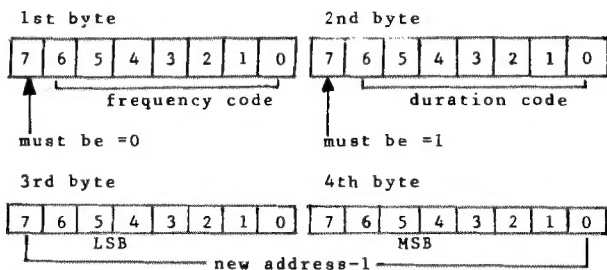 1st byte 2nd byte
7 6 5 4 3 2 1 0 7 6 5 4 3 2 1 0
frequency code duration code
must be =0 must be =1
3rd byte 4th byte
7 6 5 4 3 2 1 0 7 6 5 4 3 2 1 0
LSB MSB
new address-1